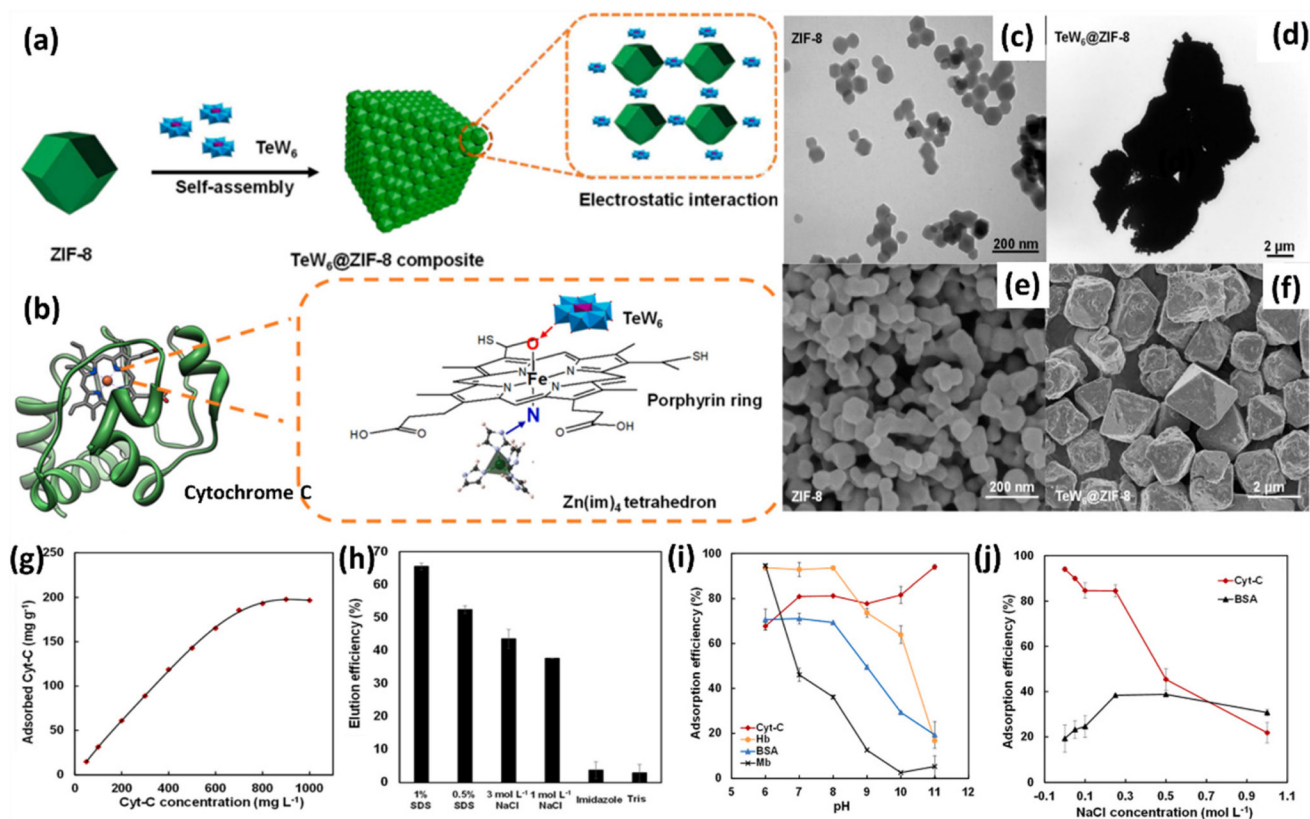 (a)
TeW6
Self-assembly
ZIF-8
TeW6@ZIF-8 composite
Electrostatic interaction
(b)
Cytochrome C
TeW6
HS
O
SH
Fe
N
N
N
N
N
Porphyrin ring
HO
O
O
OH
Zn(im)4 tetrahedron
ZIF-8
(c)
200 nm
TeW6@ZIF-8
(d)
2 μm
(e)
ZIF-8
200 nm
(f)
TeW6@ZIF-8
2 μm
(g)
Adsorbed Cyt-C (mg g-1)
250
200
150
100
50
0
0 200 400 600 800 1000
Cyt-C concentration (mg L-1)
(h)
Elution efficiency (%)
70
60
50
40
30
20
10
0
1% SDS
0.5% SDS
3 mol L-1 NaCl
1 mol L-1 NaCl
Imidazole
Tris
(i)
Adsorption efficiency (%)
100
80
60
40
20
0
Cyt-C
Hb
BSA
Mb
5 6 7 8 9 10 11 12
pH
(j)
Adsorption efficiency (%)
100
80
60
40
20
0
Cyt-C
BSA
-0.1 0.1 0.3 0.5 0.7 0.9 1.1
NaCl concentration (mol L-1)